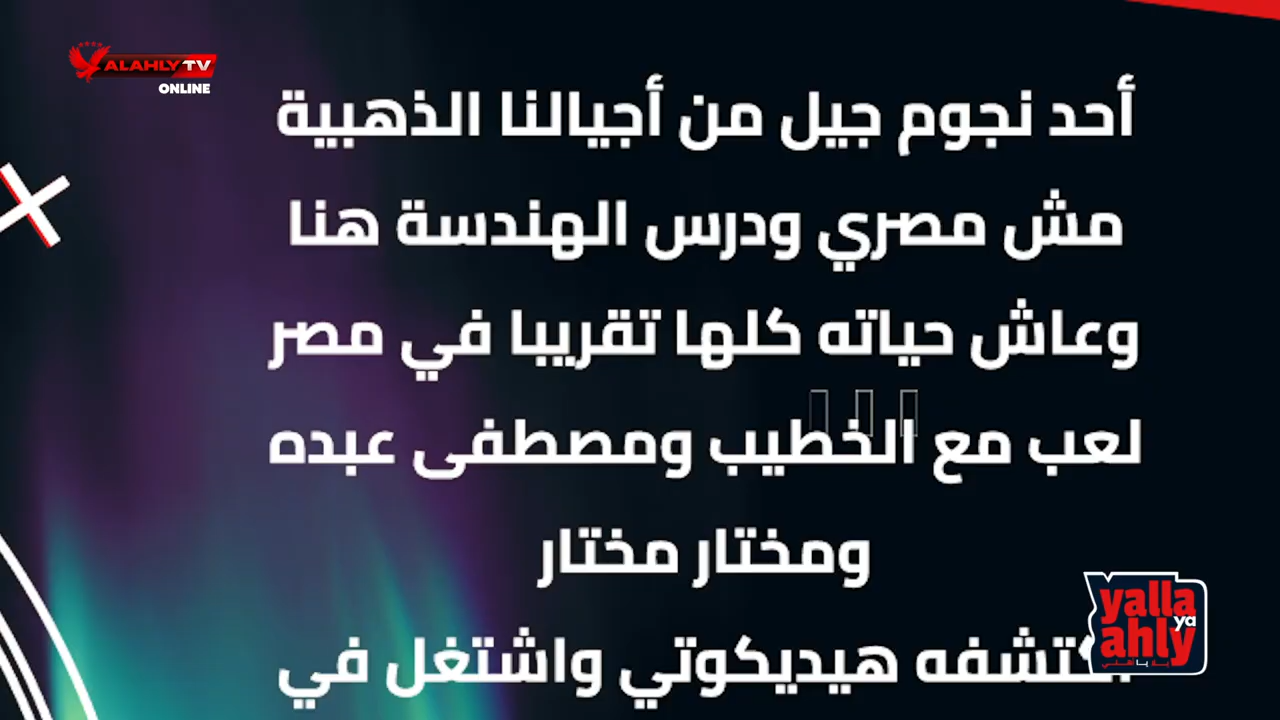 ALAHLY TV
ONLINE
أحد نجوم جيل من أجيالنا الذهبية
مش مصري ودرس الهندسة هنا
وعاش حياته كلها تقريبا في مصر
لعب مع الخطيب ومصطفى عبده
ومختار مختار
هيديكوتي واشتغل في
yalla
ya
ahly